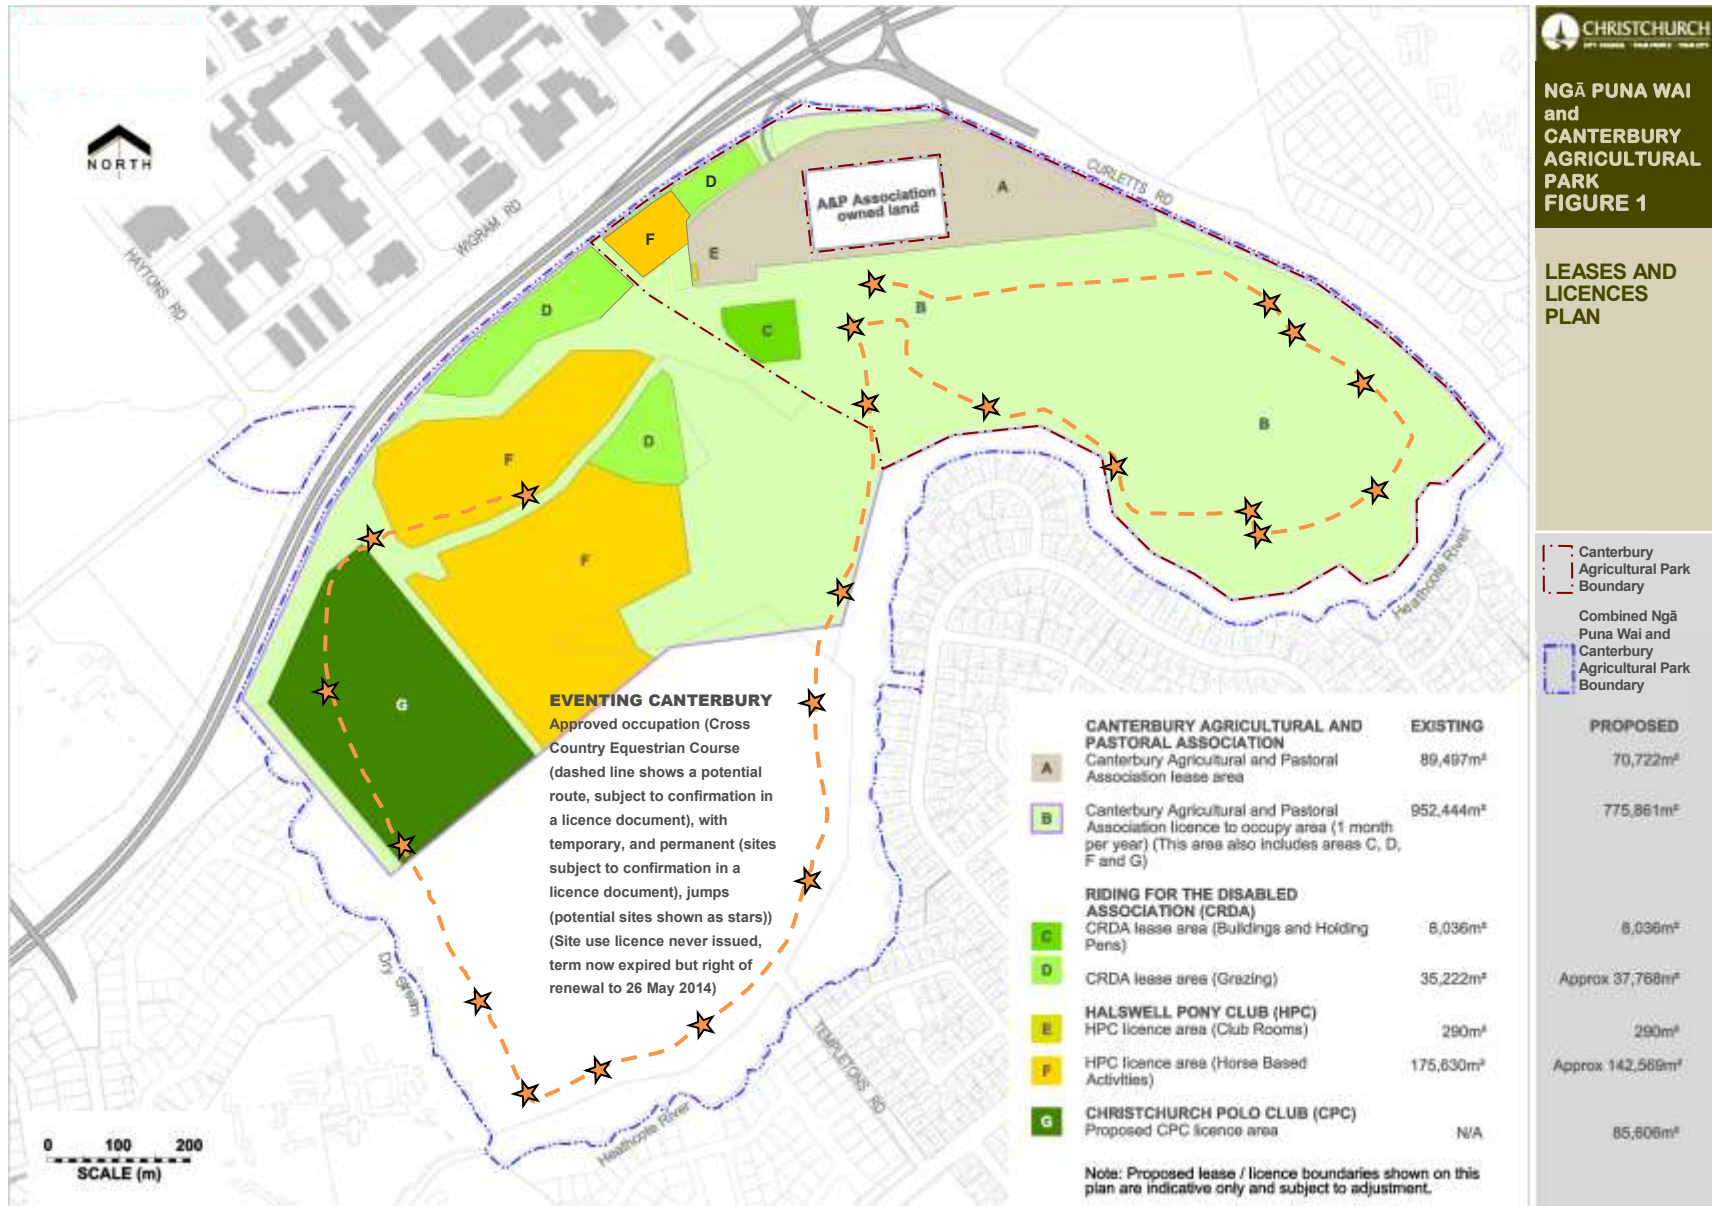 CHRISTCHURCH
NGĀ PUNA WAI
and
CANTERBURY
AGRICULTURAL
PARK
FIGURE 1
LEASES AND
LICENCES
PLAN
Canterbury
Agricultural Park
Boundary
Combined Ngā
Puna Wai and
Canterbury
Agricultural Park
Boundary
NORTH
HAYTONS RD
WIGRAM RD
CURLETTS RD
A&P Association
owned land
A
D
F
E
D
C
B
B
D
F
F
G
Heathcote River
Dry Stream
TEMPLETONS RD
Heathcote River
EVENTING CANTERBURY
Approved occupation (Cross
Country Equestrian Course
(dashed line shows a potential
route, subject to confirmation in
a licence document), with
temporary, and permanent (sites
subject to confirmation in a
licence document), jumps
(potential sites shown as stars))
(Site use licence never issued,
term now expired but right of
renewal to 26 May 2014)
0 100 200
SCALE (m)
CANTERBURY AGRICULTURAL AND EXISTING PROPOSED
PASTORAL ASSOCIATION
A Canterbury Agricultural and Pastoral 89,497m² 70,722m²
Association lease area
B Canterbury Agricultural and Pastoral 952,444m² 775,861m²
Association licence to occupy area (1 month
per year) (This area also includes areas C, D,
F and G)
RIDING FOR THE DISABLED
ASSOCIATION (CRDA)
C CRDA lease area (Buildings and Holding 8,036m² 8,036m²
Pens)
D CRDA lease area (Grazing) 35,222m² Approx 37,768m²
HALSWELL PONY CLUB (HPC)
E HPC licence area (Club Rooms) 290m² 290m²
F HPC licence area (Horse Based 175,630m² Approx 142,569m²
Activities)
CHRISTCHURCH POLO CLUB (CPC)
G Proposed CPC licence area N/A 85,606m²
Note: Proposed lease / licence boundaries shown on this
plan are indicative only and subject to adjustment.